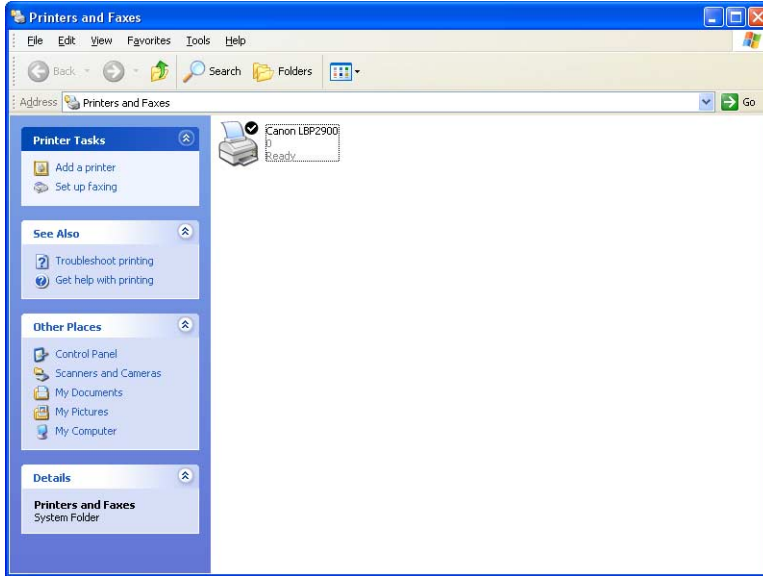 Printers and Faxes
File Edit View Favorites Tools Help
Back Search Folders
Address Printers and Faxes Go
Printer Tasks
Add a printer
Set up faxing
See Also
Troubleshoot printing
Get help with printing
Other Places
Control Panel
Scanners and Cameras
My Documents
My Pictures
My Computer
Details
Printers and Faxes
System Folder
Canon LBP2900
0
Ready